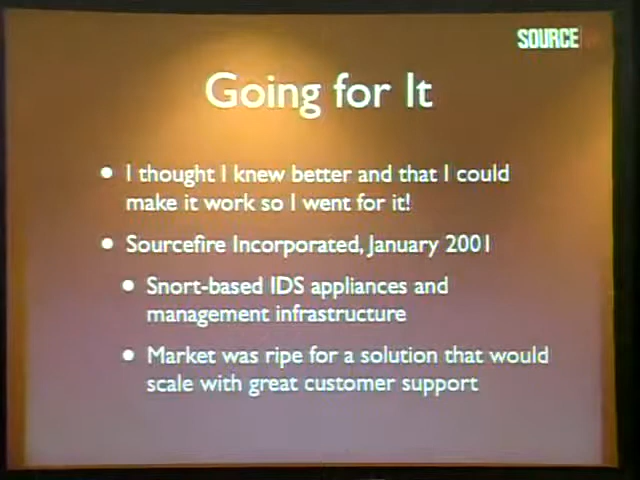 SOURCE
Going for It
• I thought I knew better and that I could
make it work so I went for it!
• Sourcefire Incorporated, January 2001
• Snort-based IDS appliances and
management infrastructure
• Market was ripe for a solution that would
scale with great customer support